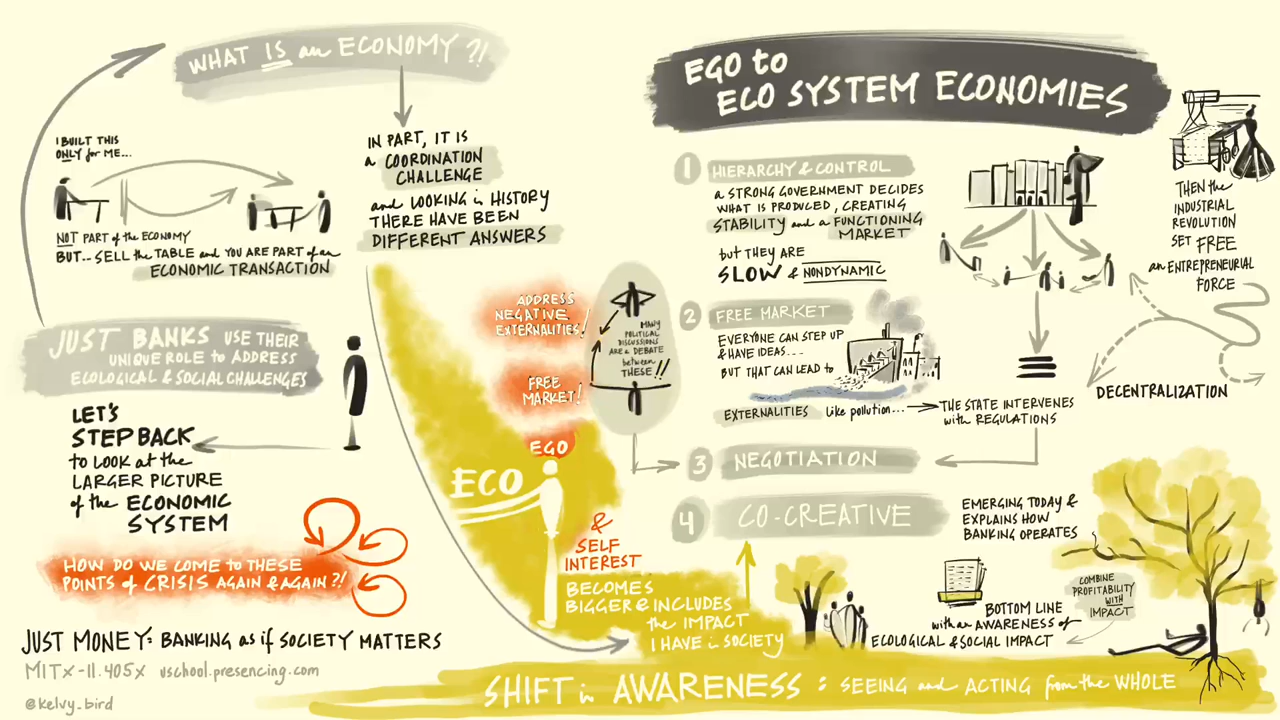 WHAT IS an ECONOMY?!
I BUILT THIS
ONLY for ME...
NOT PART of the ECONOMY
BUT... SELL the TABLE and YOU ARE PART of an
ECONOMIC TRANSACTION
IN PART, IT IS
a COORDINATION
CHALLENGE
and LOOKING in HISTORY
THERE HAVE BEEN
DIFFERENT ANSWERS
JUST BANKS USE THEIR
UNIQUE ROLE to ADDRESS
ECOLOGICAL & SOCIAL CHALLENGES
LET'S
STEP BACK
to LOOK at the
LARGER PICTURE
of the ECONOMIC
SYSTEM
HOW DO WE COME to THESE
POINTS of CRISIS AGAIN & AGAIN?!
JUST MONEY: BANKING as if SOCIETY MATTERS
MITx-11.405x uschool.presencing.com
@kelvy_bird
ADDRESS
NEGATIVE
EXTERNALITIES!
FREE
MARKET!
MANY
POLITICAL
DISCUSSIONS
ARE a DEBATE
between
THESE!!
EGO
ECO
& SELF
INTEREST
BECOMES
BIGGER & INCLUDES
the IMPACT
I HAVE in SOCIETY
EGO to
ECO SYSTEM ECONOMIES
1 HIERARCHY & CONTROL
a STRONG GOVERNMENT DECIDES
WHAT IS PRODUCED, CREATING
STABILITY and a FUNCTIONING
MARKET
but THEY ARE
SLOW & NONDYNAMIC
2 FREE MARKET
EVERYONE CAN STEP UP
& HAVE IDEAS...
BUT THAT CAN LEAD to
EXTERNALITIES like pollution...
THE STATE INTERVENES
with REGULATIONS
THEN the
INDUSTRIAL
REVOLUTION
SET FREE
an ENTREPRENEURIAL
FORCE
DECENTRALIZATION
3 NEGOTIATION
4 CO-CREATIVE
EMERGING TODAY &
EXPLAINS HOW
BANKING OPERATES
COMBINE
PROFITABILITY
WITH
IMPACT
BOTTOM LINE
with an AWARENESS of
ECOLOGICAL & SOCIAL IMPACT
SHIFT in AWARENESS: SEEING and ACTING from the WHOLE